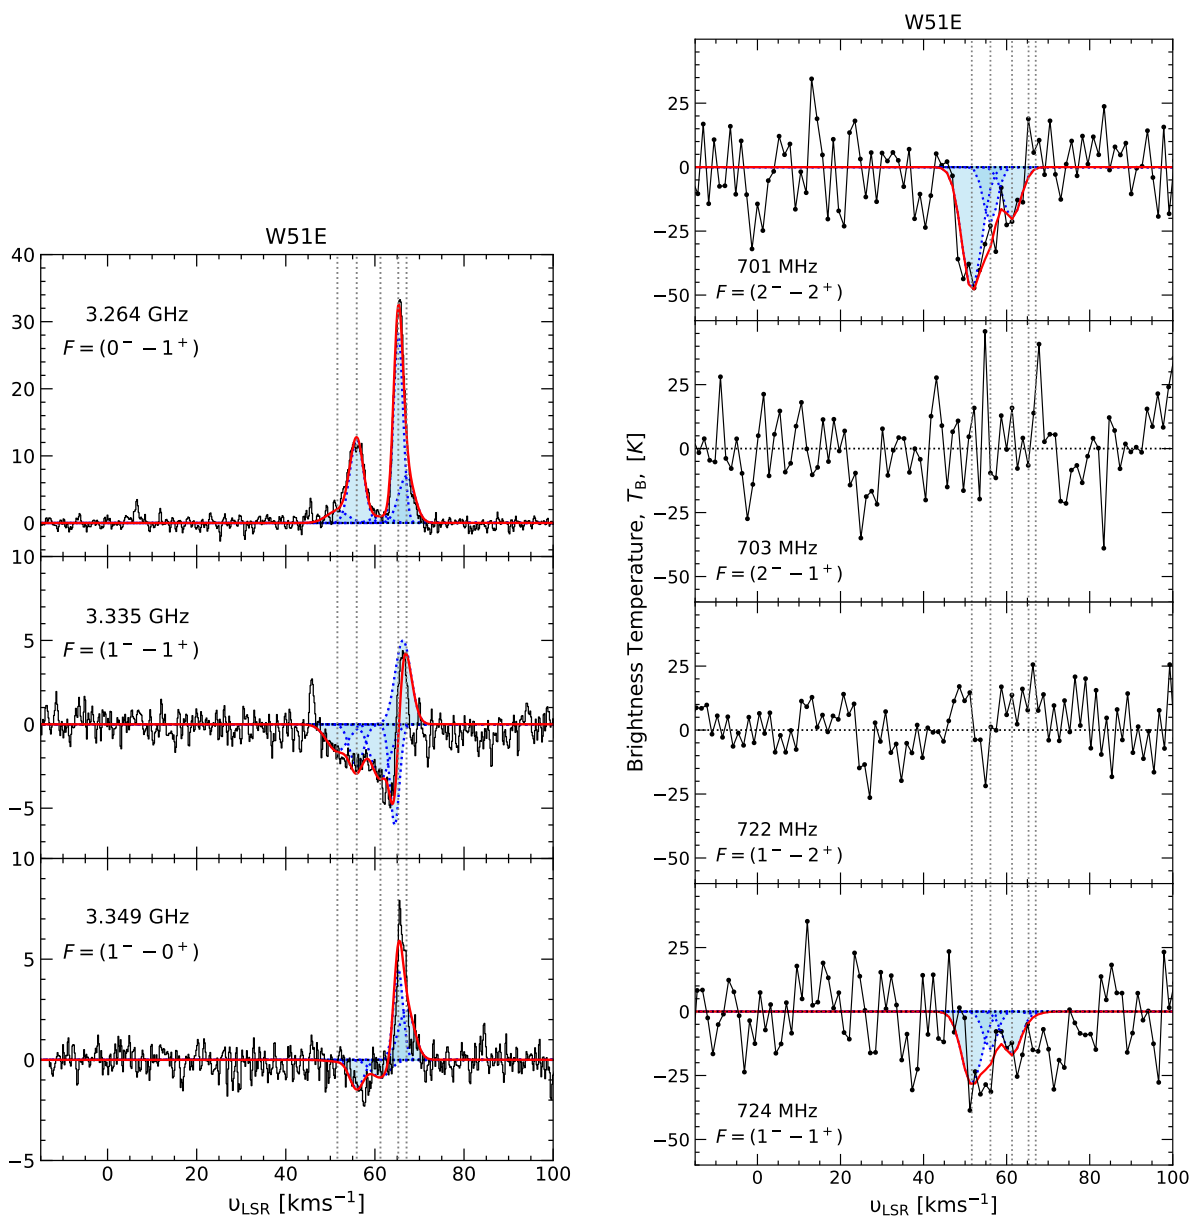 W51E
40
30
20
10
0
3.264 GHz
F = (0⁻ − 1⁺)
10
5
0
−5
3.335 GHz
F = (1⁻ − 1⁺)
10
5
0
−5
3.349 GHz
F = (1⁻ − 0⁺)
0 20 40 60 80 100
υLSR [kms⁻¹]
W51E
Brightness Temperature, TB, [K]
25
0
−25
−50
701 MHz
F = (2⁻ − 2⁺)
25
0
−25
−50
703 MHz
F = (2⁻ − 1⁺)
25
0
−25
−50
722 MHz
F = (1⁻ − 2⁺)
25
0
−25
−50
724 MHz
F = (1⁻ − 1⁺)
0 20 40 60 80 100
υLSR [kms⁻¹]